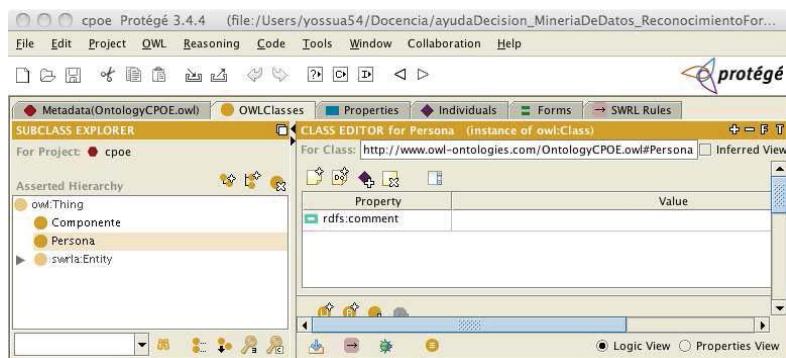 cpoe Protégé 3.4.4 (file:/Users/yossua54/Docencia/ayudaDecision_MineriaDeDatos_ReconocimientoFor...
File Edit Project OWL Reasoning Code Tools Window Collaboration Help
protégé
Metadata(OntologyCPOE.owl) OWLClasses Properties Individuals Forms SWRL Rules
SUBCLASS EXPLORER
For Project: cpoe
Asserted Hierarchy
owl:Thing
Componente
Persona
swrla:Entity
CLASS EDITOR for Persona (instance of owl:Class)
For Class: http://www.owl-ontologies.com/OntologyCPOE.owl#Persona Inferred View
Property Value
rdfs:comment
Logic View Properties View